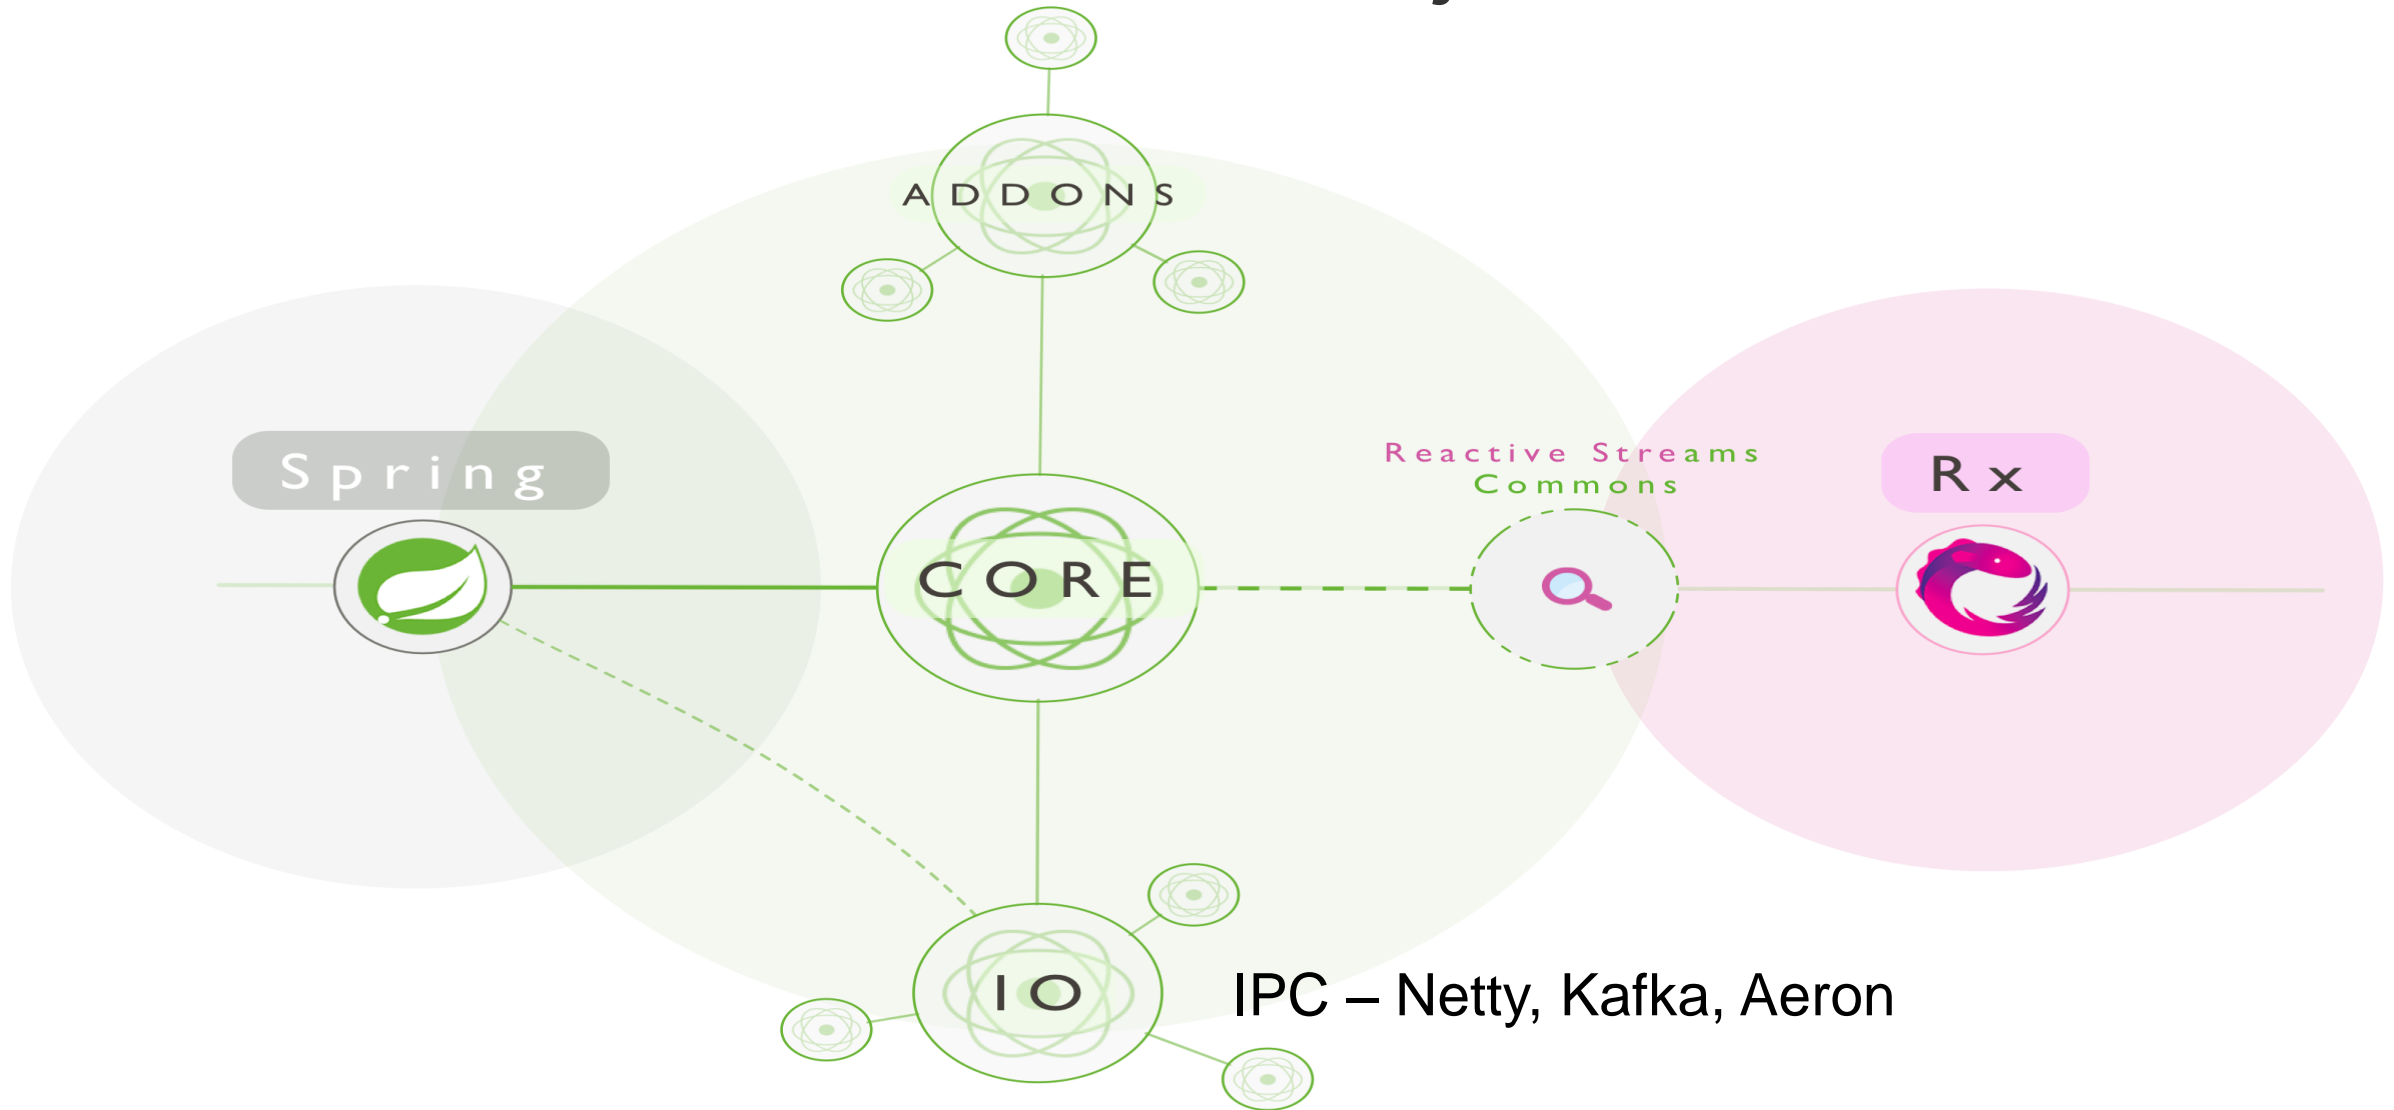 ADDONS
Spring
Reactive Streams
Commons
Rx
CORE
IO
IPC – Netty, Kafka, Aeron